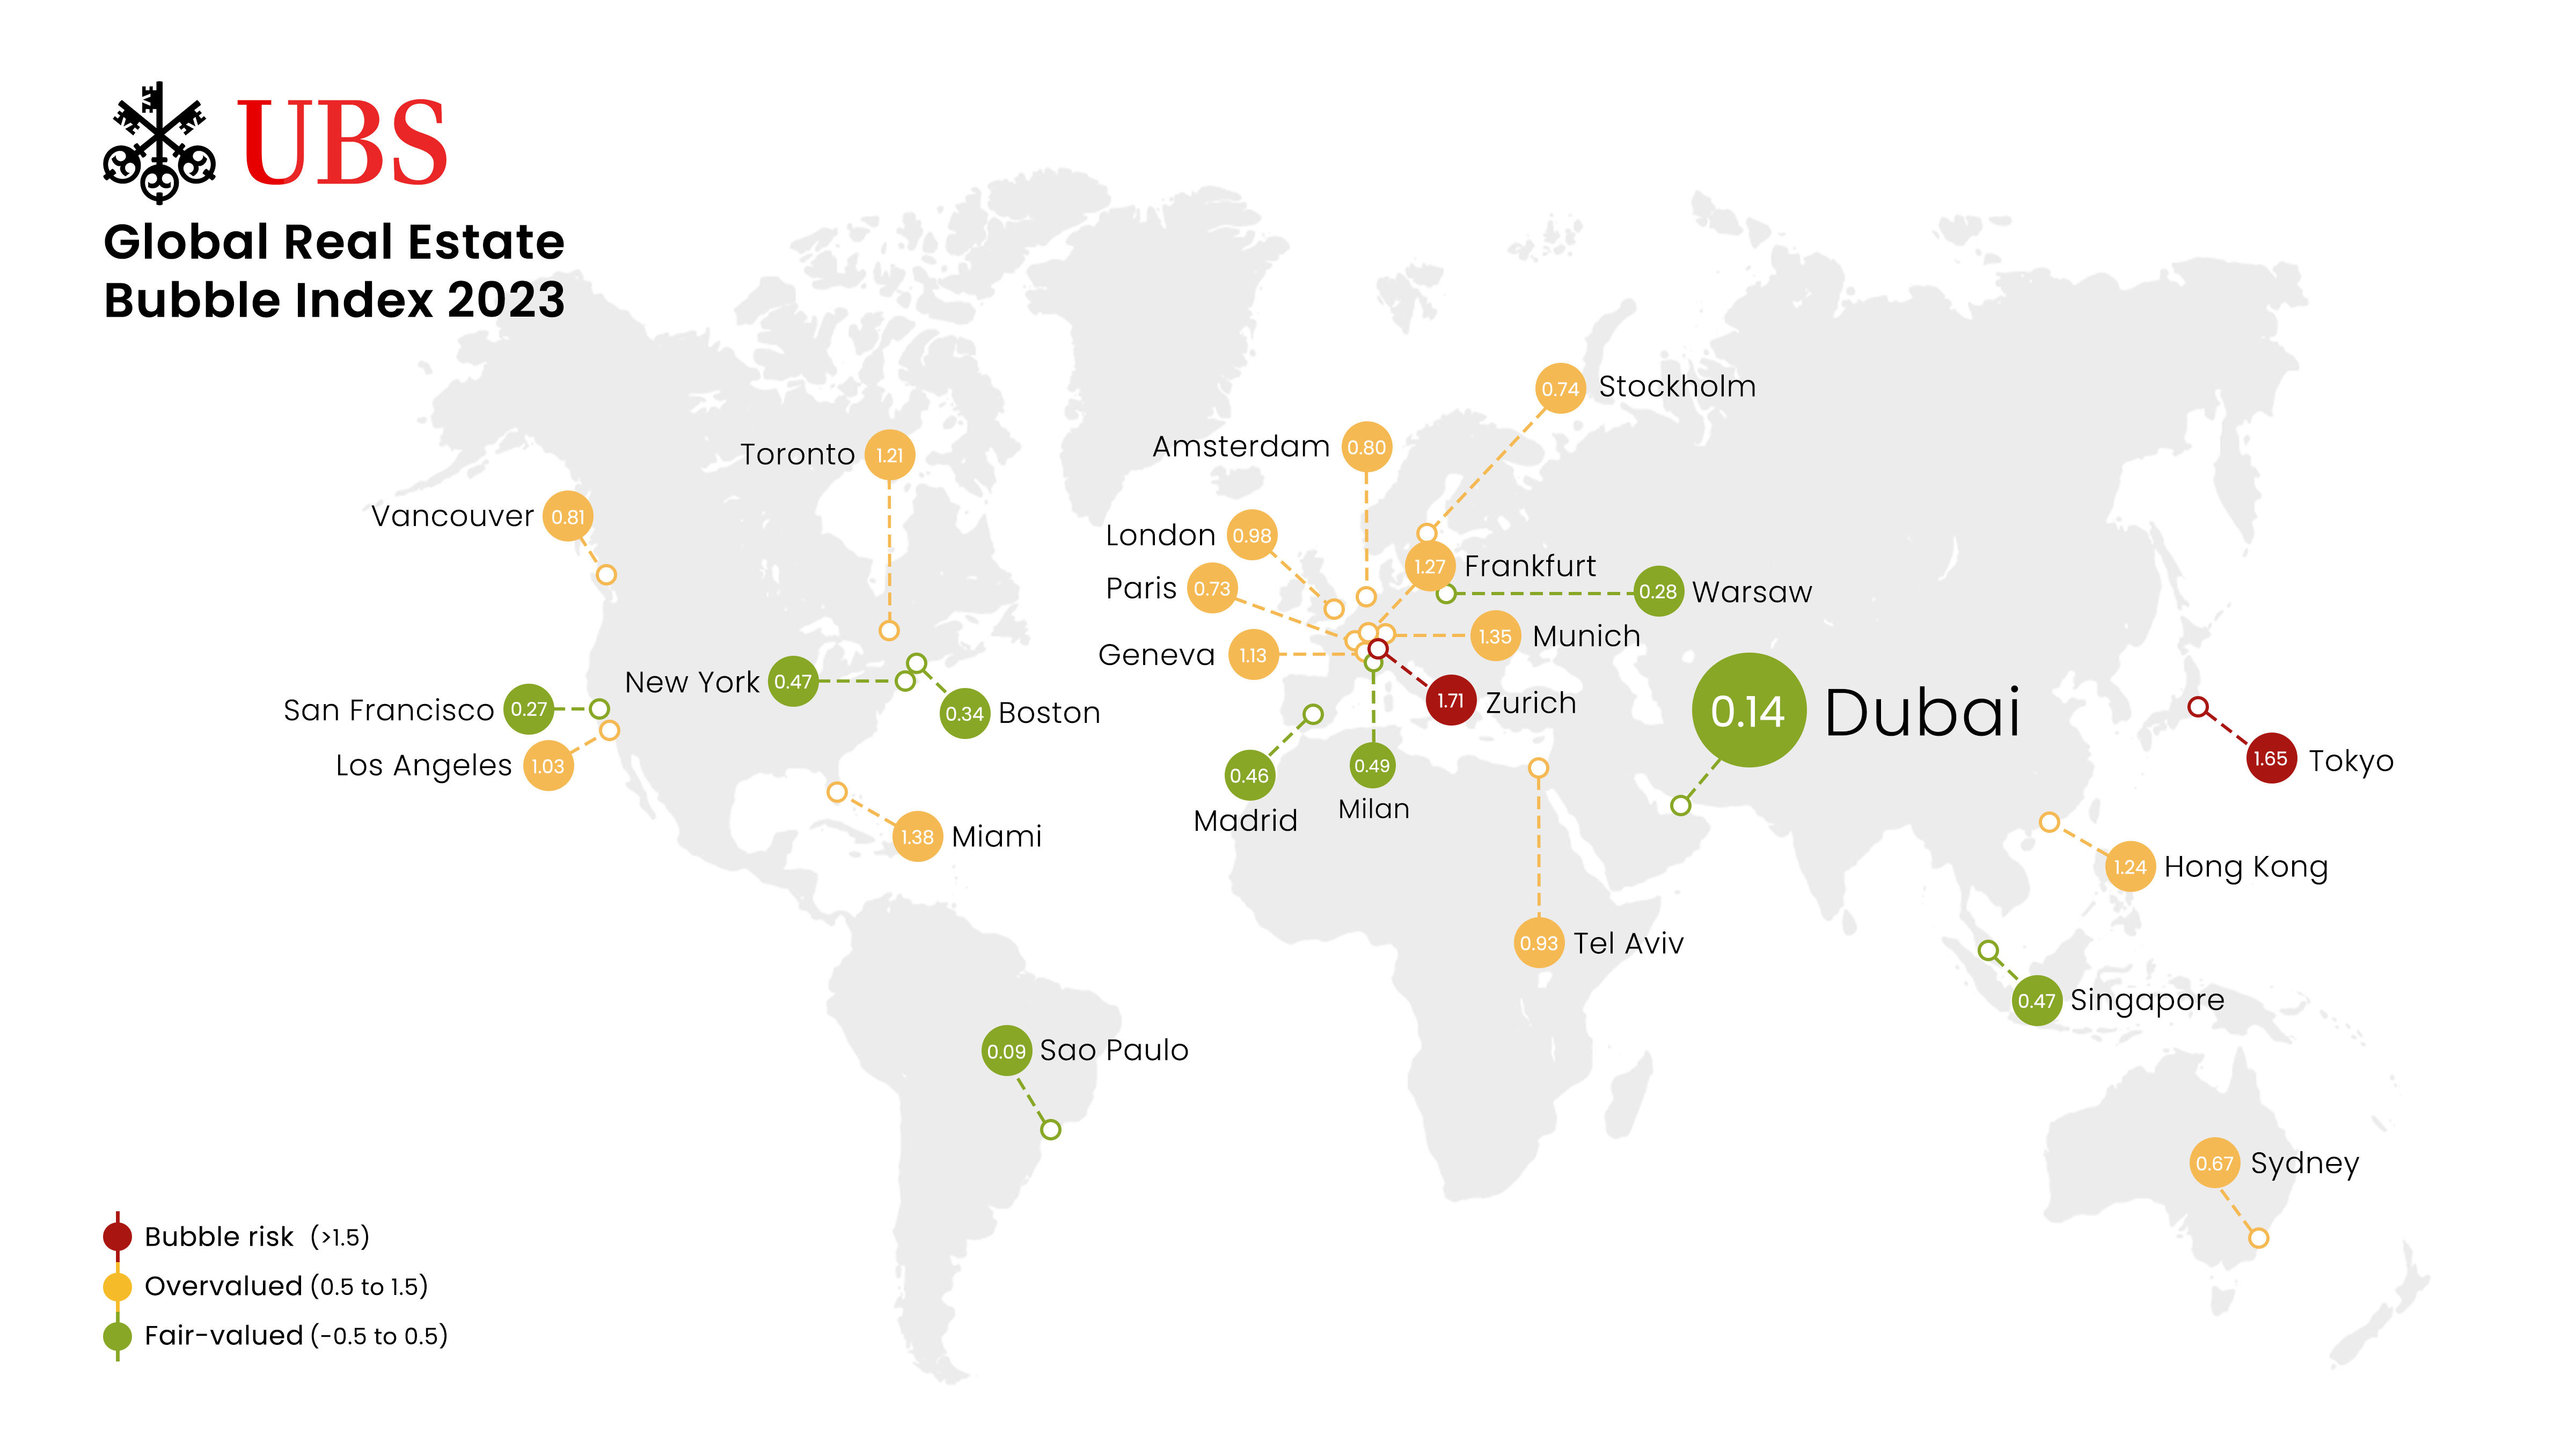 UBS
Global Real Estate
Bubble Index 2023
0.74 Stockholm
Amsterdam 0.80
Toronto 1.21
Vancouver 0.81
London 0.98
1.27 Frankfurt
Paris 0.73
0.28 Warsaw
1.35 Munich
Geneva 1.13
New York 0.47
1.71 Zurich
San Francisco 0.27
0.34 Boston
0.14 Dubai
Los Angeles 1.03
0.46
Madrid
0.49
Milan
1.65 Tokyo
1.38 Miami
1.24 Hong Kong
0.93 Tel Aviv
0.47 Singapore
0.09 Sao Paulo
0.67 Sydney
Bubble risk (>1.5)
Overvalued (0.5 to 1.5)
Fair-valued (-0.5 to 0.5)